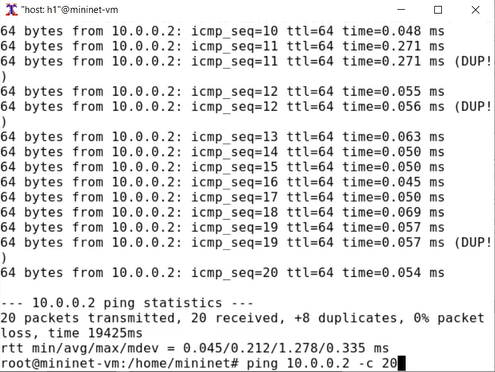 "host: h1"@mininet-vm
64 bytes from 10.0.0.2: icmp_seq=10 ttl=64 time=0.048 ms
64 bytes from 10.0.0.2: icmp_seq=11 ttl=64 time=0.271 ms
64 bytes from 10.0.0.2: icmp_seq=11 ttl=64 time=0.271 ms (DUP!
)
64 bytes from 10.0.0.2: icmp_seq=12 ttl=64 time=0.055 ms
64 bytes from 10.0.0.2: icmp_seq=12 ttl=64 time=0.056 ms (DUP!
)
64 bytes from 10.0.0.2: icmp_seq=13 ttl=64 time=0.063 ms
64 bytes from 10.0.0.2: icmp_seq=14 ttl=64 time=0.050 ms
64 bytes from 10.0.0.2: icmp_seq=15 ttl=64 time=0.050 ms
64 bytes from 10.0.0.2: icmp_seq=16 ttl=64 time=0.045 ms
64 bytes from 10.0.0.2: icmp_seq=17 ttl=64 time=0.050 ms
64 bytes from 10.0.0.2: icmp_seq=18 ttl=64 time=0.069 ms
64 bytes from 10.0.0.2: icmp_seq=19 ttl=64 time=0.057 ms
64 bytes from 10.0.0.2: icmp_seq=19 ttl=64 time=0.057 ms (DUP!
)
64 bytes from 10.0.0.2: icmp_seq=20 ttl=64 time=0.054 ms
--- 10.0.0.2 ping statistics ---
20 packets transmitted, 20 received, +8 duplicates, 0% packet
loss, time 19425ms
rtt min/avg/max/mdev = 0.045/0.212/1.278/0.335 ms
root@mininet-vm:/home/mininet# ping 10.0.0.2 -c 20